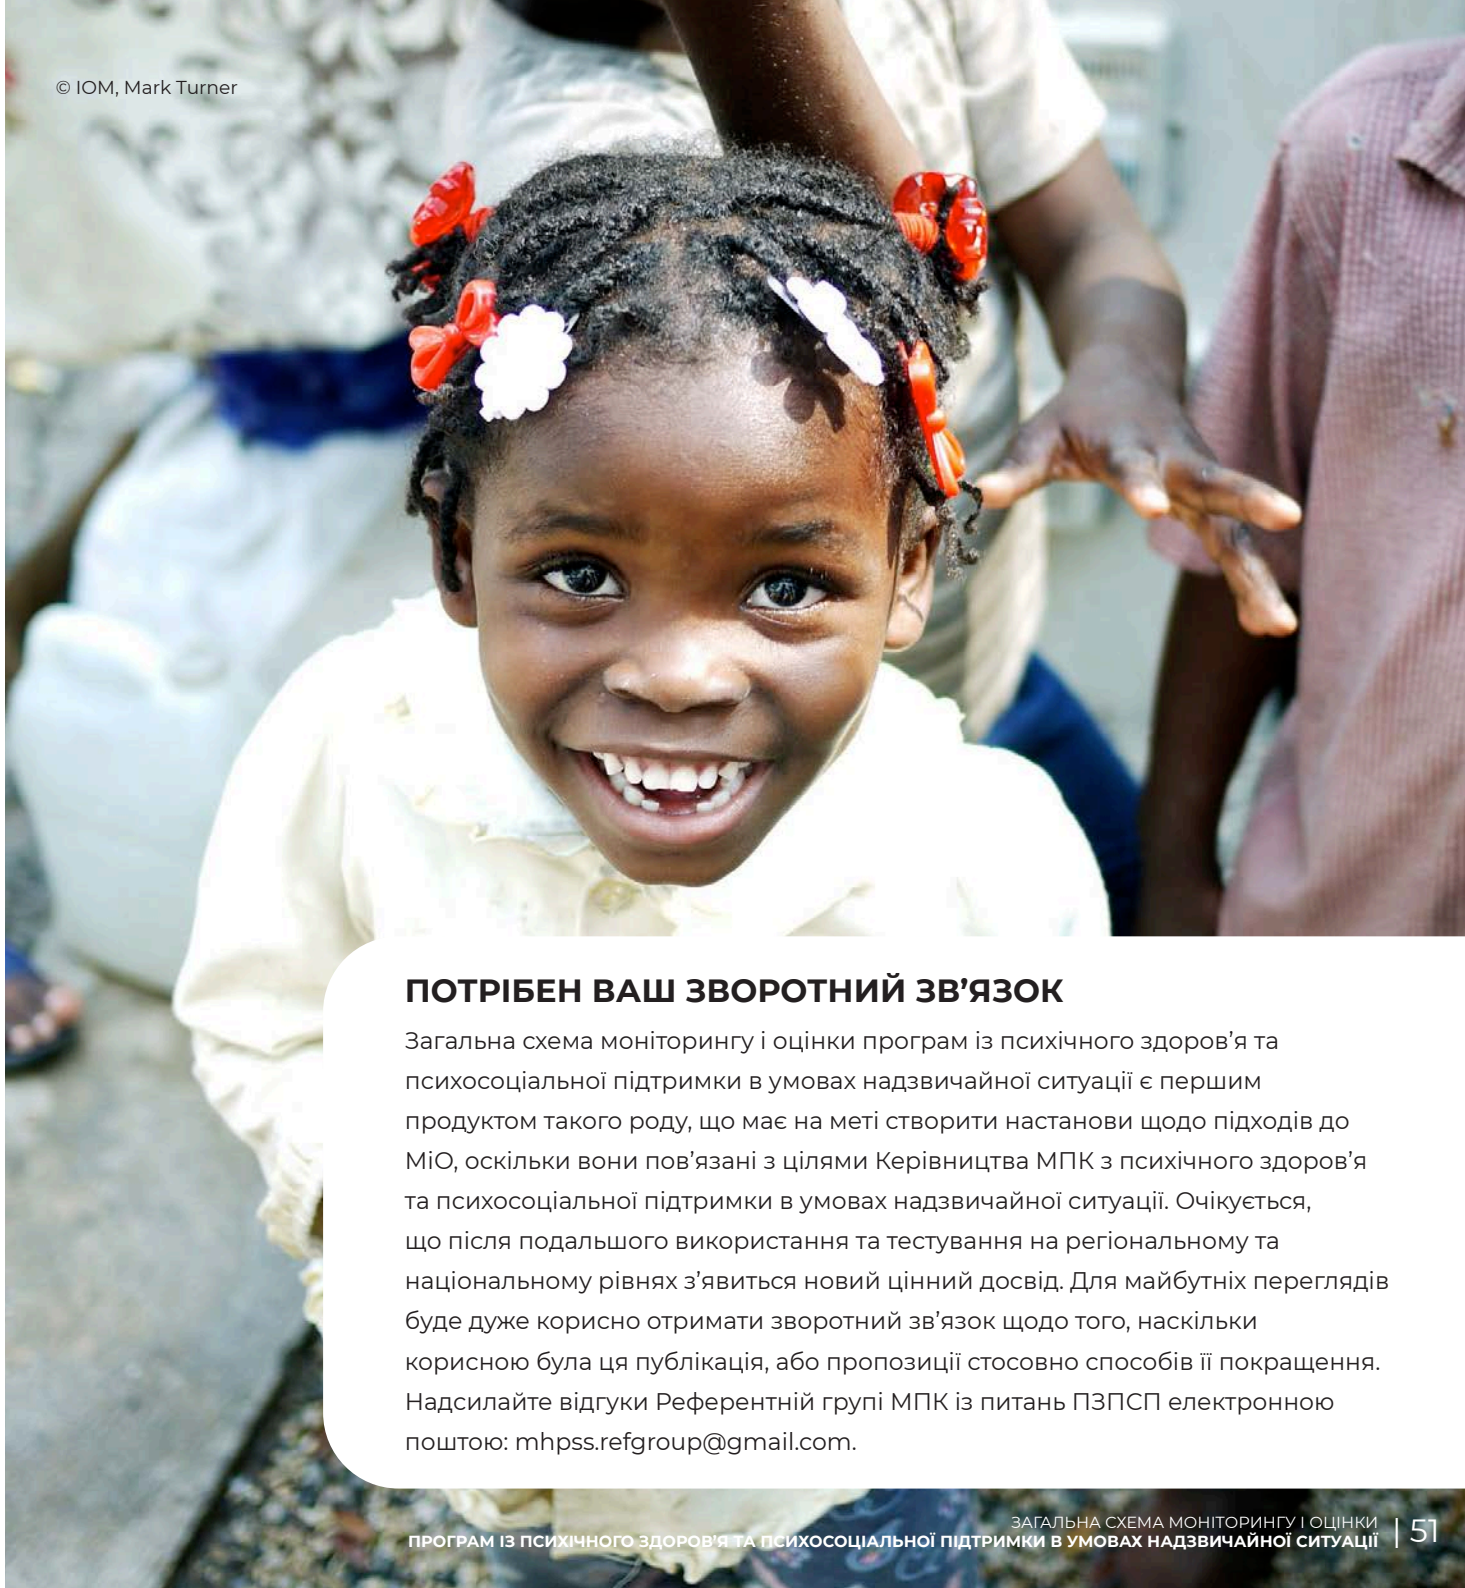 © IOM, Mark Turner
ПОТРІБЕН ВАШ ЗВОРОТНИЙ ЗВ’ЯЗОК
Загальна схема моніторингу і оцінки програм із психічного здоров’я та
психосоціальної підтримки в умовах надзвичайної ситуації є першим
продуктом такого роду, що має на меті створити настанови щодо підходів до
МіО, оскільки вони пов’язані з цілями Керівництва МПК з психічного здоров’я
та психосоціальної підтримки в умовах надзвичайної ситуації. Очікується,
що після подальшого використання та тестування на регіональному та
національному рівнях з’явиться новий цінний досвід. Для майбутніх переглядів
буде дуже корисно отримати зворотний зв’язок щодо того, наскільки
корисною була ця публікація, або пропозиції стосовно способів її покращення.
Надсилайте відгуки Референтній групі МПК із питань ПЗПСП електронною
поштою: mhpss.refgroup@gmail.com.
ЗАГАЛЬНА СХЕМА МОНІТОРИНГУ І ОЦІНКИ
ПРОГРАМ ІЗ ПСИХІЧНОГО ЗДОРОВ’Я ТА ПСИХОСОЦІАЛЬНОЇ ПІДТРИМКИ В УМОВАХ НАДЗВИЧАЙНОЇ СИТУАЦІЇ | 51